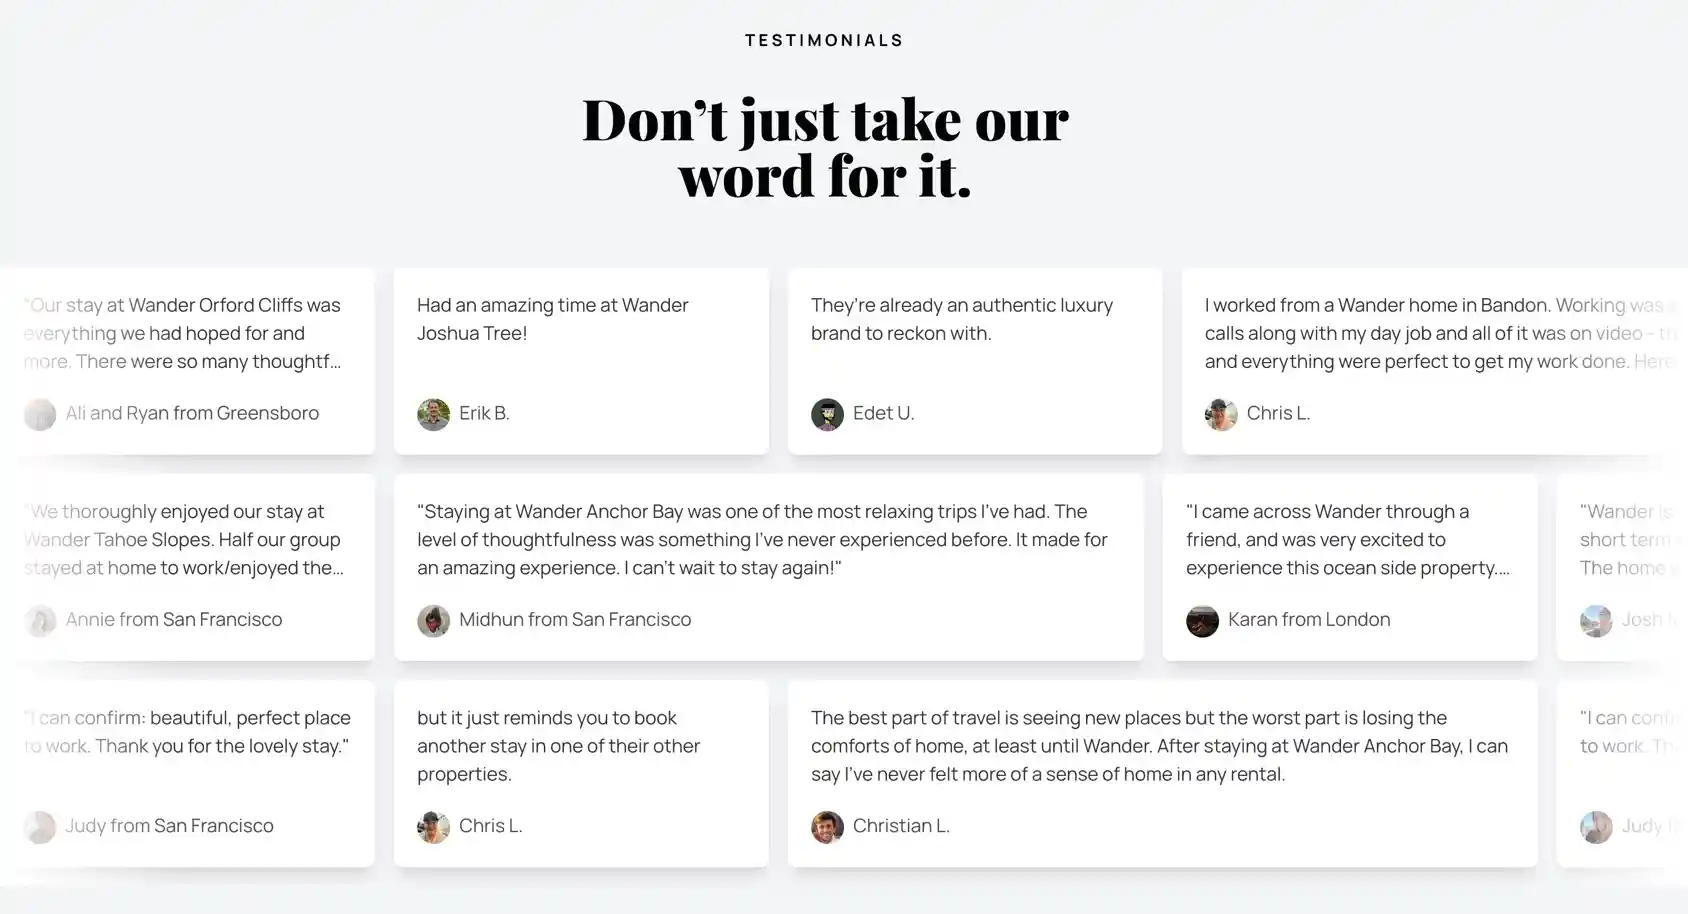 TESTIMONIALS
Don’t just take our
word for it.
"Our stay at Wander Orford Cliffs was
everything we had hoped for and
more. There were so many thoughtf...
Ali and Ryan from Greensboro
Had an amazing time at Wander
Joshua Tree!
Erik B.
They’re already an authentic luxury
brand to reckon with.
Edet U.
I worked from a Wander home in Bandon. Working was
calls along with my day job and all of it was on video -
and everything were perfect to get my work done. Here
Chris L.
"We thoroughly enjoyed our stay at
Wander Tahoe Slopes. Half our group
stayed at home to work/enjoyed the...
Annie from San Francisco
"Staying at Wander Anchor Bay was one of the most relaxing trips I’ve had. The
level of thoughtfulness was something I’ve never experienced before. It made for
an amazing experience. I can’t wait to stay again!"
Midhun from San Francisco
"I came across Wander through a
friend, and was very excited to
experience this ocean side property....
Karan from London
"Wander is
short term
The home
Josh
"I can confirm: beautiful, perfect place
to work. Thank you for the lovely stay."
Judy from San Francisco
but it just reminds you to book
another stay in one of their other
properties.
Chris L.
The best part of travel is seeing new places but the worst part is losing the
comforts of home, at least until Wander. After staying at Wander Anchor Bay, I can
say I’ve never felt more of a sense of home in any rental.
Christian L.
"I can
to work.
Judy